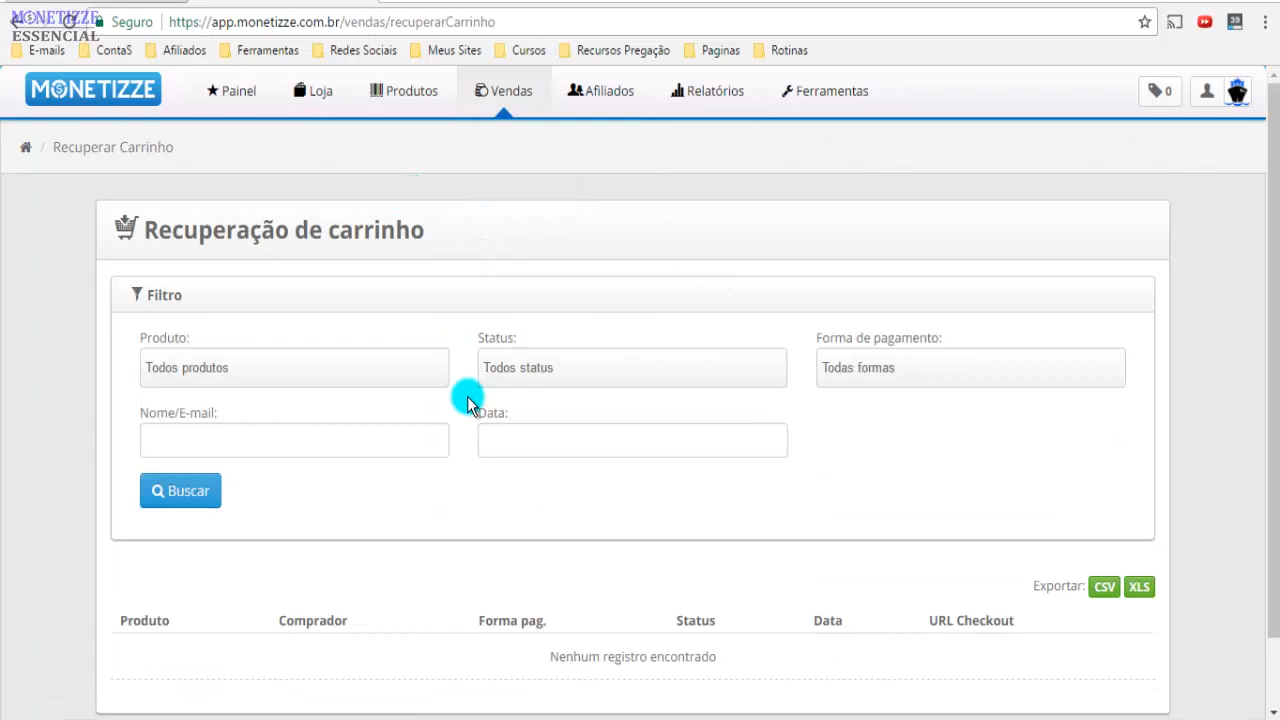 MONETIZZE
ESSENCIAL
Seguro https://app.monetizze.com.br/vendas/recuperarCarrinho
39
E-mails ContaS Afiliados Ferramentas Redes Sociais Meus Sites Cursos Recursos Pregação Paginas Rotinas
MONETIZZE Painel Loja Produtos Vendas Afiliados Relatórios Ferramentas 0
/ Recuperar Carrinho
Recuperação de carrinho
Filtro
Produto: Status: Forma de pagamento:
Todos produtos Todos status Todas formas
Nome/E-mail: Data:
Buscar
Exportar: CSV XLS
Produto Comprador Forma pag. Status Data URL Checkout
Nenhum registro encontrado